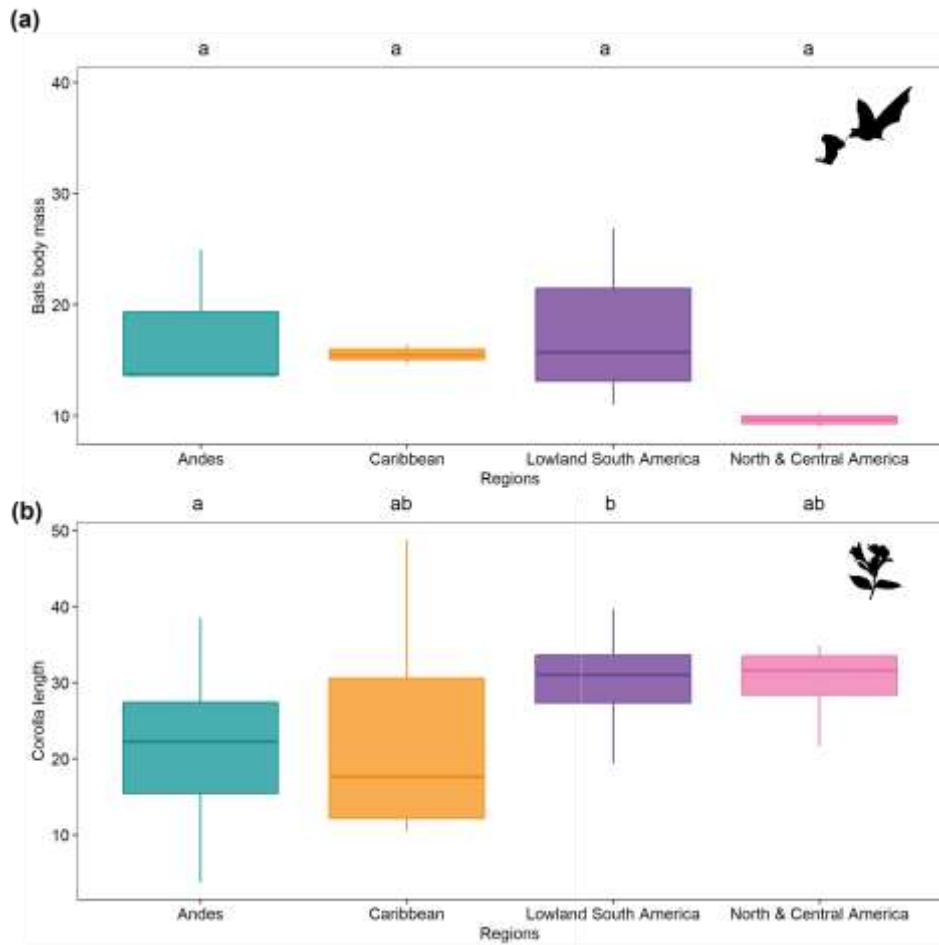 (a)
a a a a
40
30
20
10
Bats body mass
Andes Caribbean Lowland South America North & Central America
Regions
(b)
a ab b ab
50
40
30
20
10
Corolla length
Andes Caribbean Lowland South America North & Central America
Regions